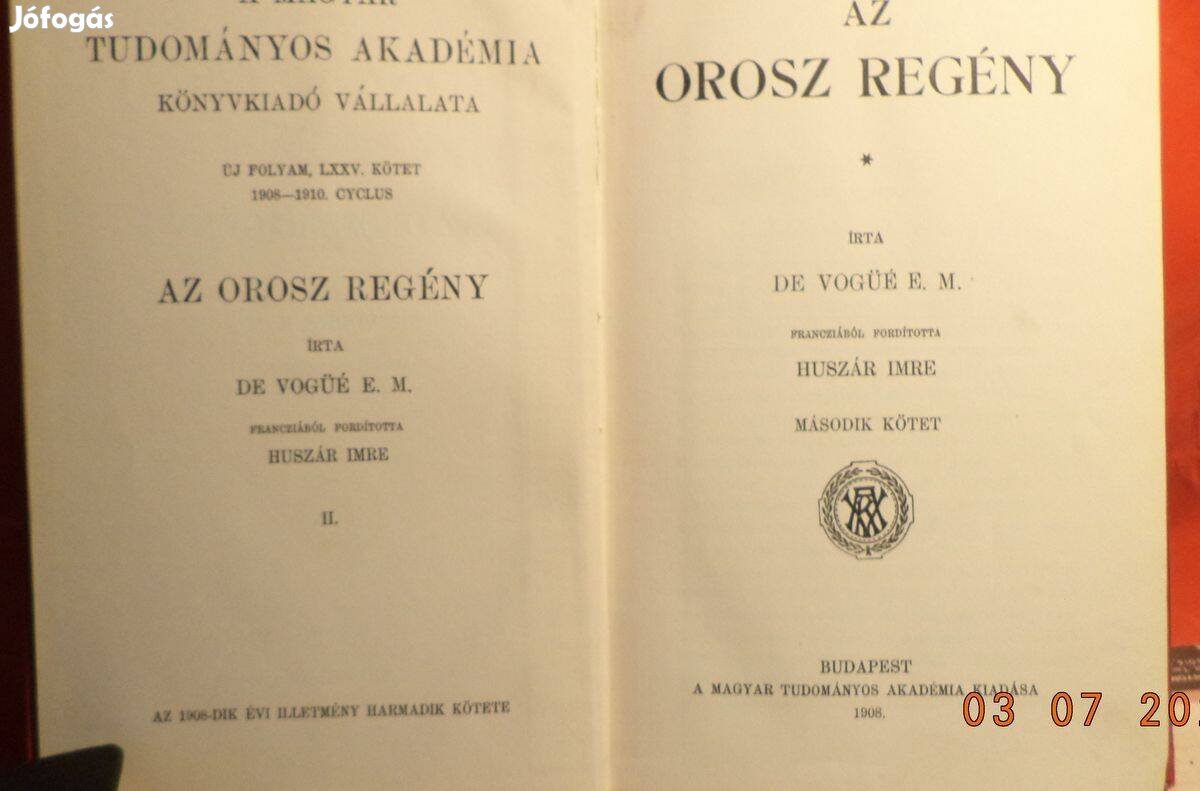 Jófogás
A MAGYAR
TUDOMÁNYOS AKADÉMIA
KÖNYVKIADÓ VÁLLALATA
ÚJ FOLYAM, LXXV. KÖTET
1908—1910. CYCLUS
AZ OROSZ REGÉNY
ÍRTA
DE VOGÜÉ E. M.
FRANCZIÁBÓL FORDÍTOTTA
HUSZÁR IMRE
II.
AZ 1908-DIK ÉVI ILLETMÉNY HARMADIK KÖTETE
AZ
OROSZ REGÉNY
*
ÍRTA
DE VOGÜÉ E. M.
FRANCZIÁBÓL FORDÍTOTTA
HUSZÁR IMRE
MÁSODIK KÖTET
BUDAPEST
A MAGYAR TUDOMÁNYOS AKADÉMIA KIADÁSA
1908.
03 07 20